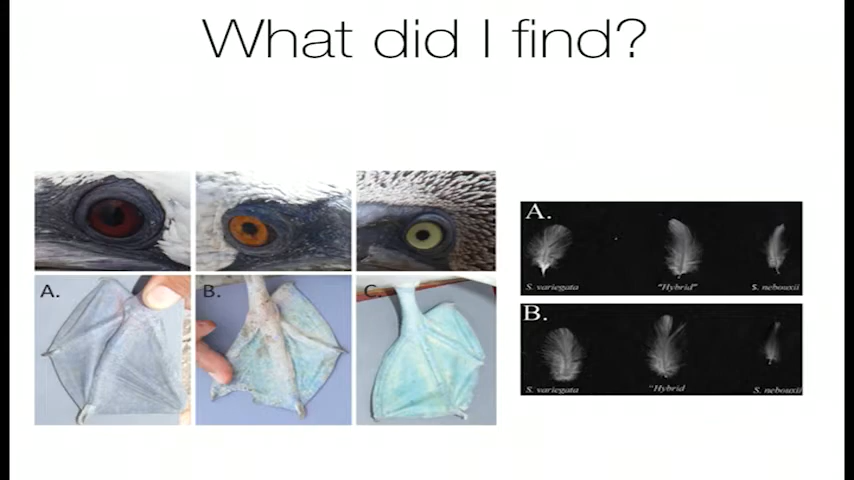 What did I find?
A.
B.
C.
A.
S. variegata
"Hybrid"
S. nebouxii
B.
S. variegata
"Hybrid
S. nebouxii